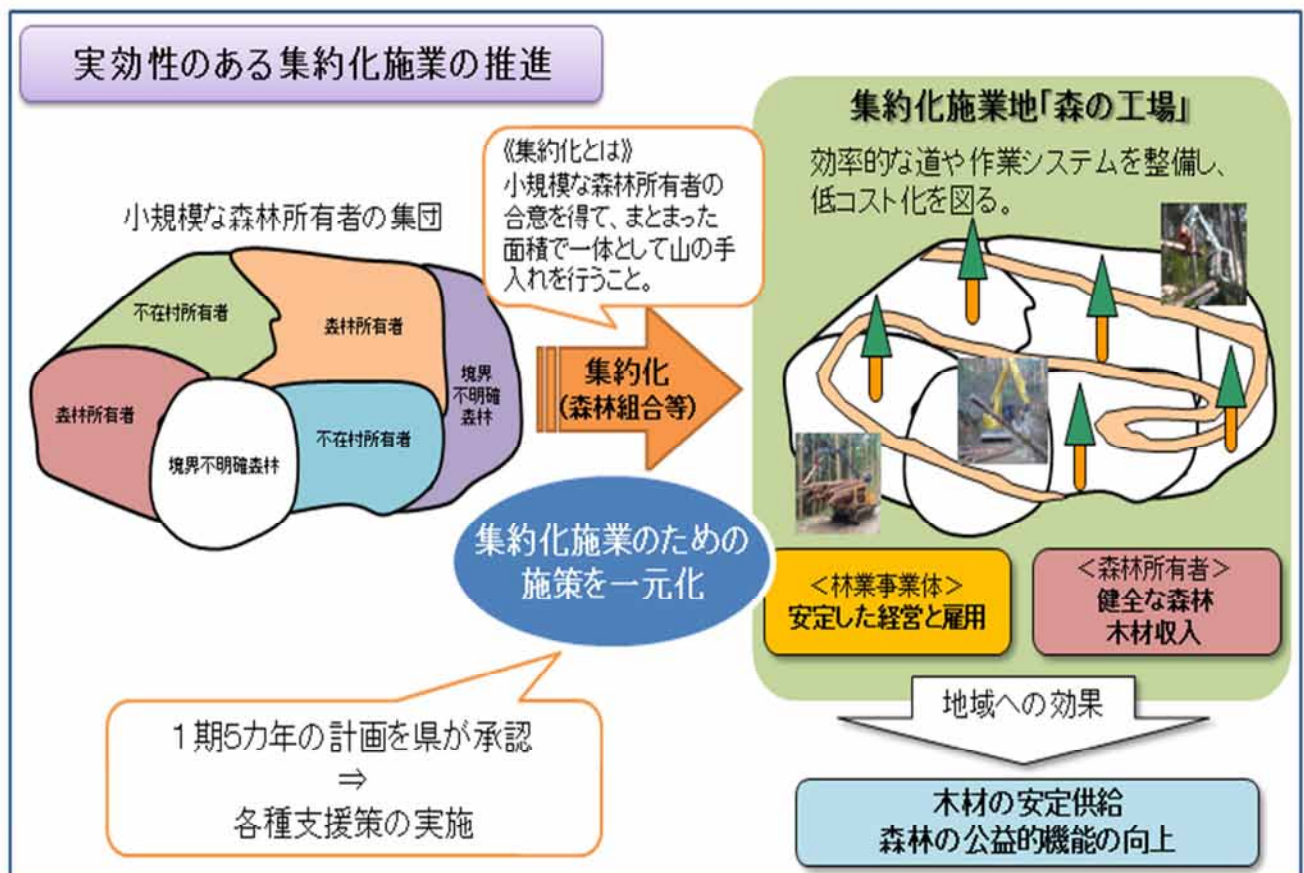 実効性のある集約化施業の推進
小規模な森林所有者の集団
不在村所有者
森林所有者
境界
不明確
森林
森林所有者
境界不明確森林
不在村所有者
《集約化とは》
小規模な森林所有者の
合意を得て、まとまった
面積で一体として山の手
入れを行うこと。
集約化
(森林組合等)
集約化施業のための
施策を一元化
1期5カ年の計画を県が承認
⇒
各種支援策の実施
集約化施業地「森の工場」
効率的な道や作業システムを整備し、
低コスト化を図る。
<林業事業体>
安定した経営と雇用
<森林所有者>
健全な森林
木材収入
地域への効果
木材の安定供給
森林の公益的機能の向上